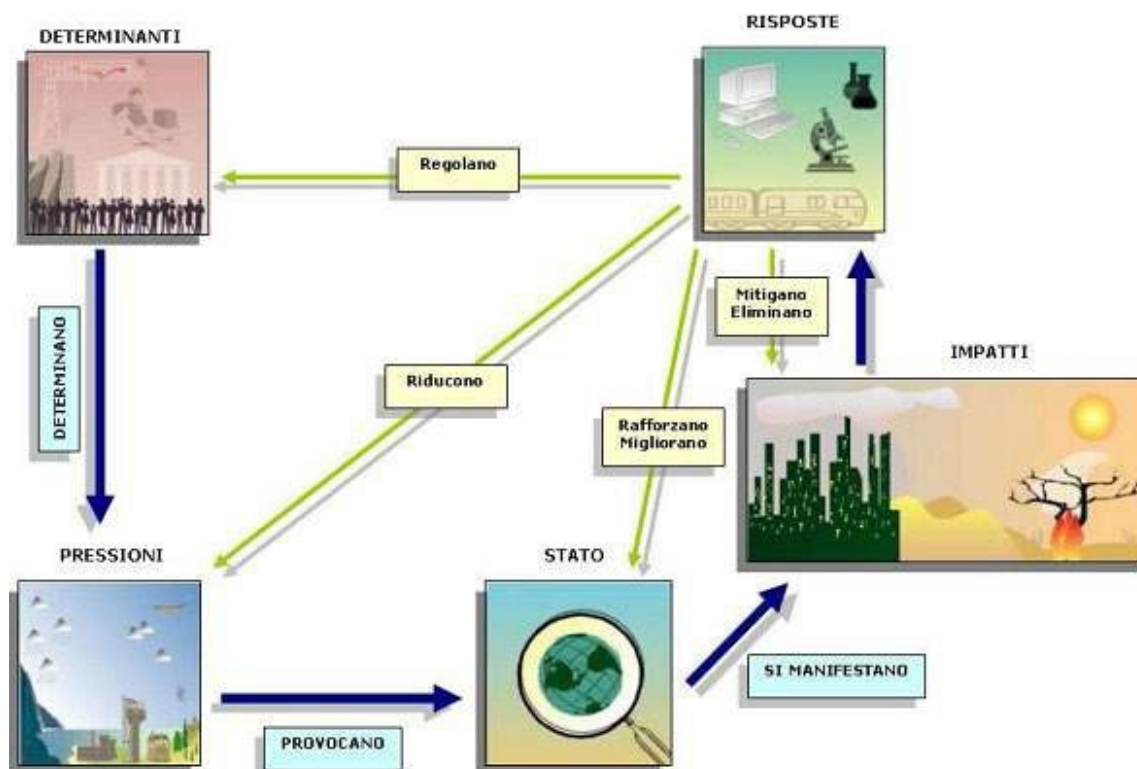 DETERMINANTI
RISPOSTE
Regolano
Mitigano
Eliminano
DETERMINANO
IMPATTI
Riducono
Rafforzano
Migliorano
PRESSIONI
STATO
SI MANIFESTANO
PROVOCANO